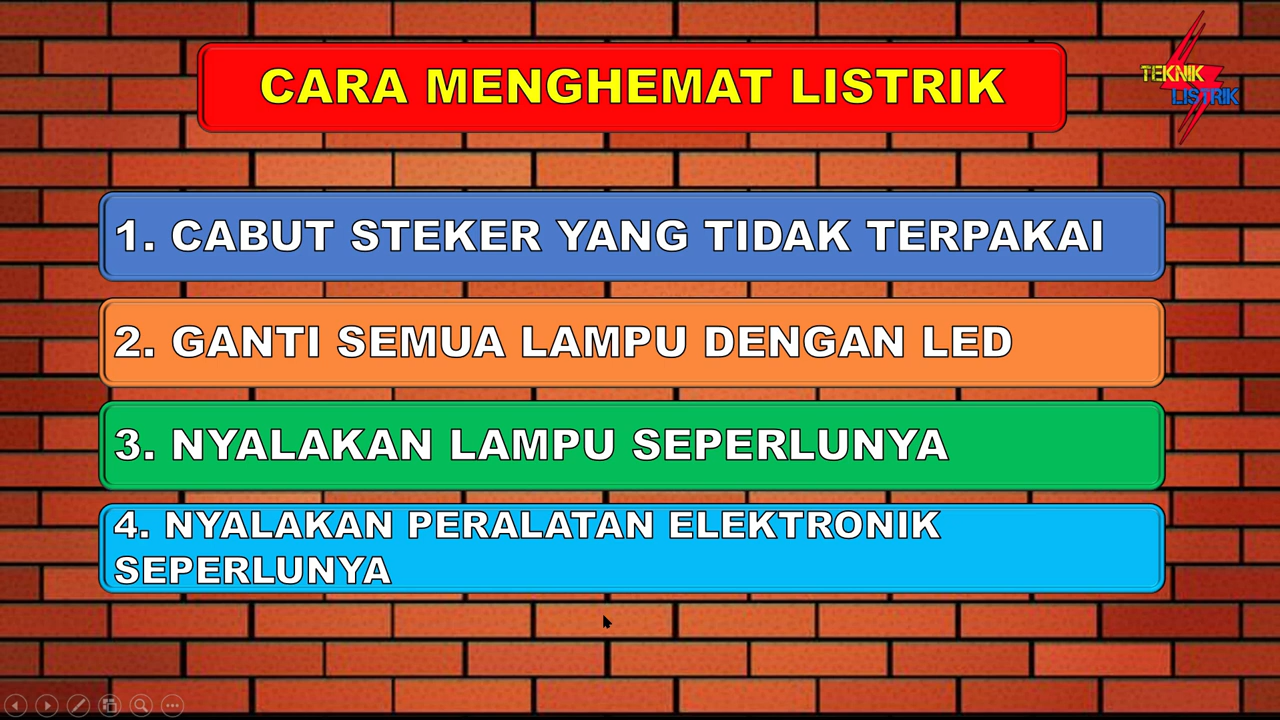 CARA MENGHEMAT LISTRIK
TEKNIK
LISTRIK
1. CABUT STEKER YANG TIDAK TERPAKAI
2. GANTI SEMUA LAMPU DENGAN LED
3. NYALAKAN LAMPU SEPERLUNYA
4. NYALAKAN PERALATAN ELEKTRONIK
SEPERLUNYA